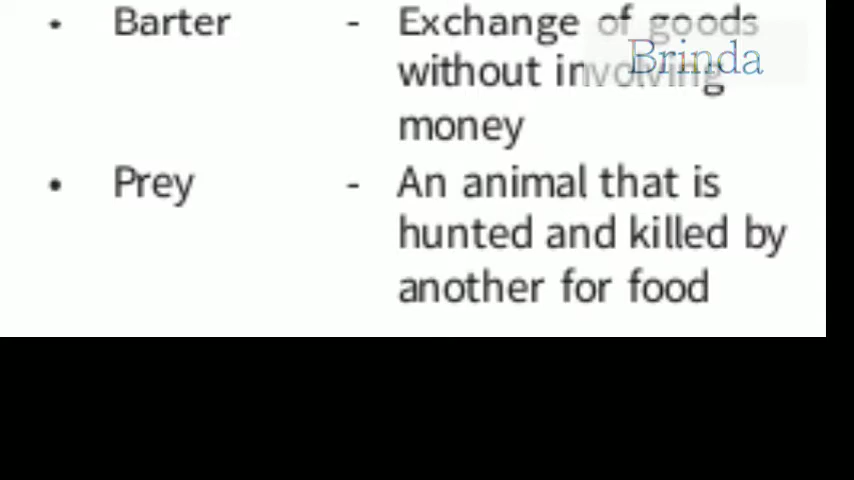 • Barter - Exchange of goods
Brinda
without involving
money
• Prey - An animal that is
hunted and killed by
another for food